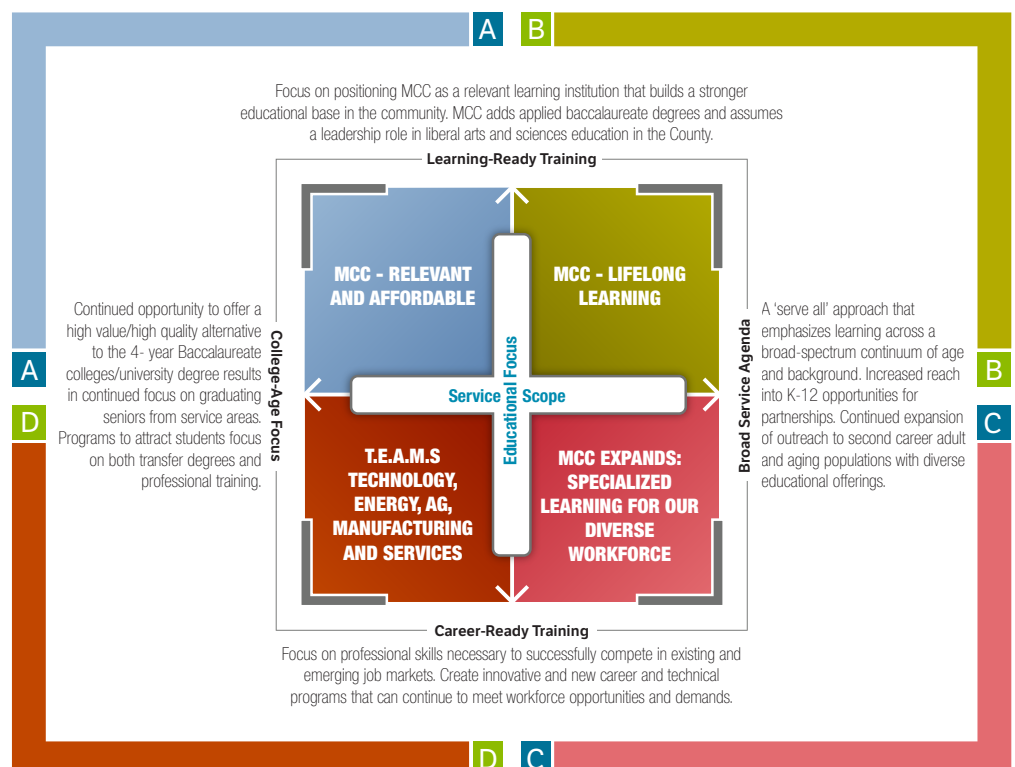 A B
Focus on positioning MCC as a relevant learning institution that builds a stronger
educational base in the community. MCC adds applied baccalaureate degrees and assumes
a leadership role in liberal arts and sciences education in the County.
Learning-Ready Training
MCC - RELEVANT
AND AFFORDABLE
MCC - LIFELONG
LEARNING
A
D
Continued opportunity to offer a
high value/high quality alternative
to the 4- year Baccalaureate
colleges/university degree results
in continued focus on graduating
seniors from service areas.
Programs to attract students focus
on both transfer degrees and
professional training.
College-Age Focus
Service Scope
Educational Focus
Broad Service Agenda
A ‘serve all’ approach that
emphasizes learning across a
broad-spectrum continuum of age
and background. Increased reach
into K-12 opportunities for
partnerships. Continued expansion
of outreach to second career adult
and aging populations with diverse
educational offerings.
B
C
T.E.A.M.S
TECHNOLOGY,
ENERGY, AG,
MANUFACTURING
AND SERVICES
MCC EXPANDS:
SPECIALIZED
LEARNING FOR OUR
DIVERSE
WORKFORCE
Career-Ready Training
Focus on professional skills necessary to successfully compete in existing and
emerging job markets. Create innovative and new career and technical
programs that can continue to meet workforce opportunities and demands.
D C